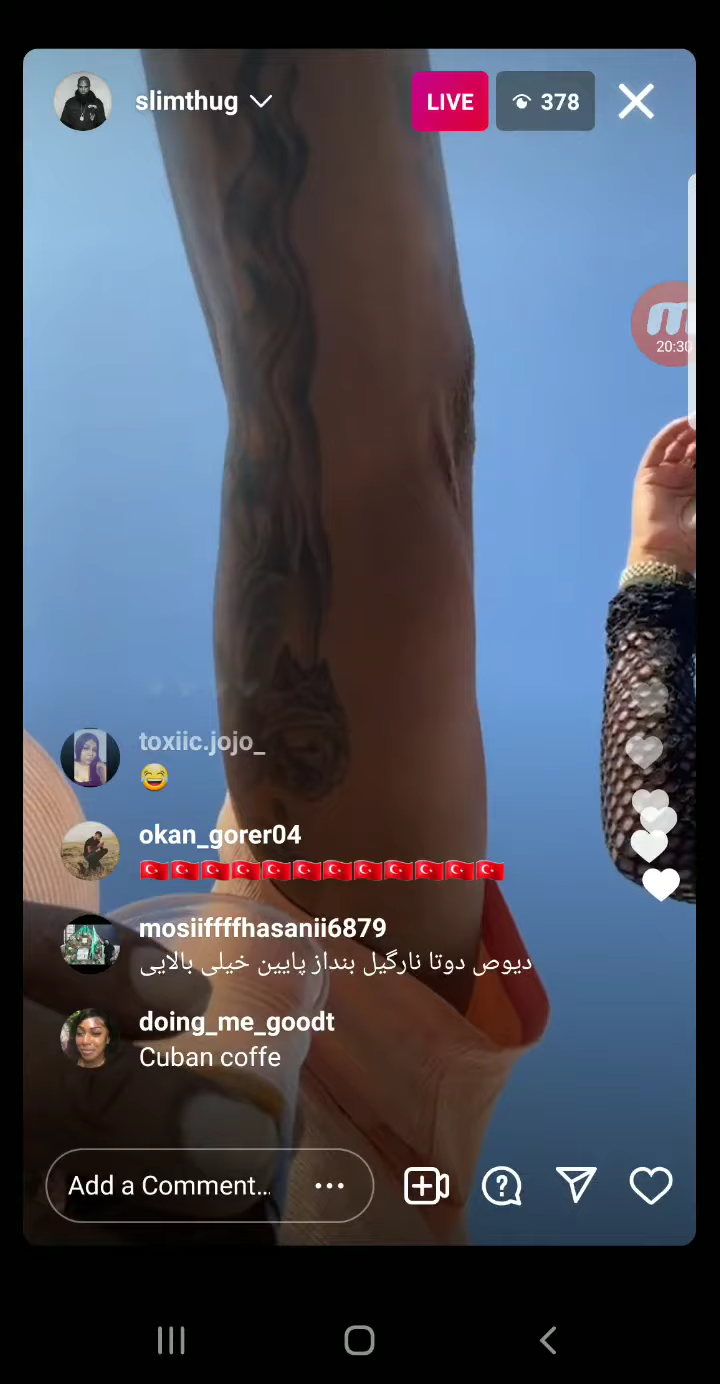 slimthug
LIVE
378
20:30
toxiic.jojo_
😂
okan_gorer04
🇹🇷🇹🇷🇹🇷🇹🇷🇹🇷🇹🇷🇹🇷🇹🇷🇹🇷🇹🇷🇹🇷🇹🇷
mosiiffffhasanii6879
دیوص دوتا نارگیل بنداز پایین خیلی بالایی
doing_me_goodt
Cuban coffe
Add a Comment...